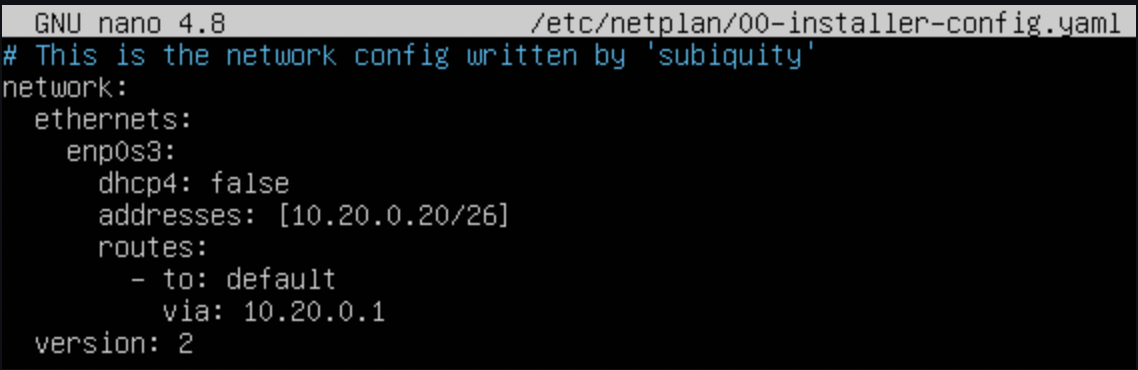 GNU nano 4.8 /etc/netplan/00-installer-config.yaml
# This is the network config written by 'subiquity'
network:
  ethernets:
    enp0s3:
      dhcp4: false
      addresses: [10.20.0.20/26]
      routes:
        - to: default
          via: 10.20.0.1
  version: 2